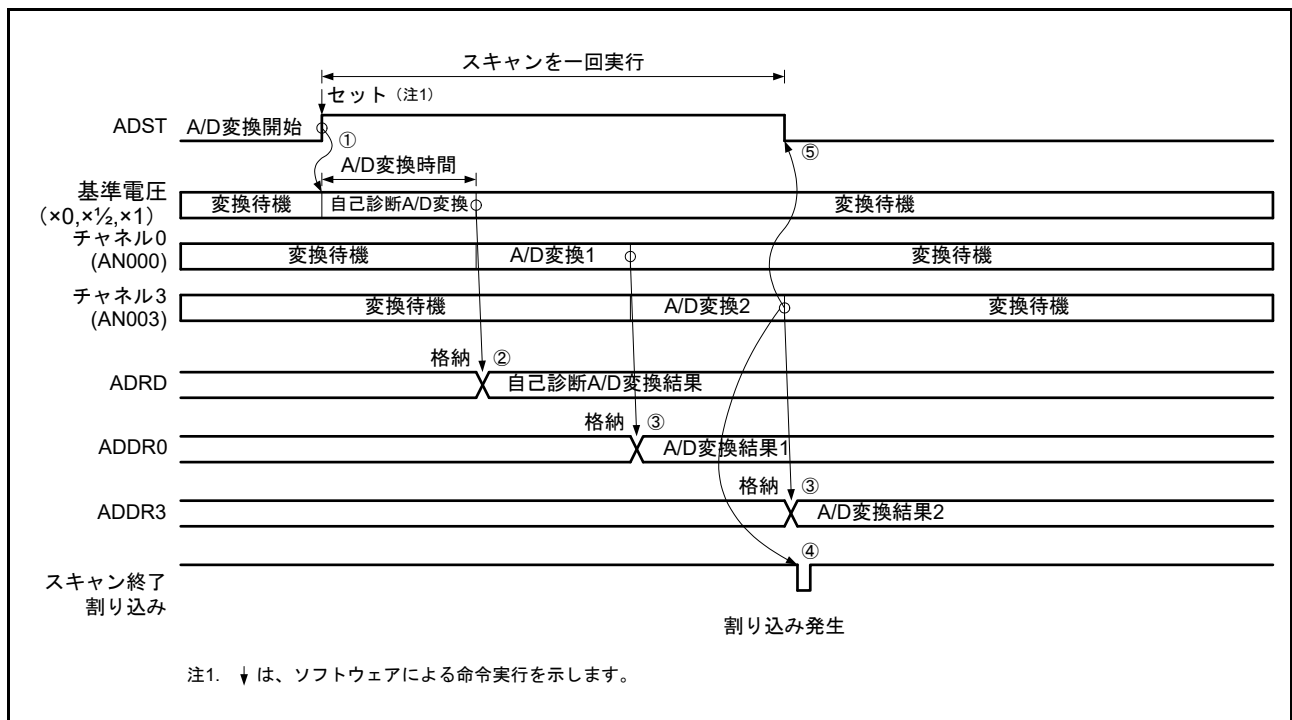 スキャンを一回実行
セット（注1）
ADST A/D変換開始 ① ⑤
A/D変換時間
基準電圧
（×0,×½,×1） 変換待機 自己診断A/D変換 変換待機
チャネル0
(AN000) 変換待機 A/D変換1 変換待機
チャネル3
(AN003) 変換待機 A/D変換2 変換待機
格納 ②
ADRD 自己診断A/D変換結果
格納 ③
ADDR0 A/D変換結果1
格納 ③
ADDR3 A/D変換結果2
④
スキャン終了
割り込み
割り込み発生
注1. ↓は、ソフトウェアによる命令実行を示します。